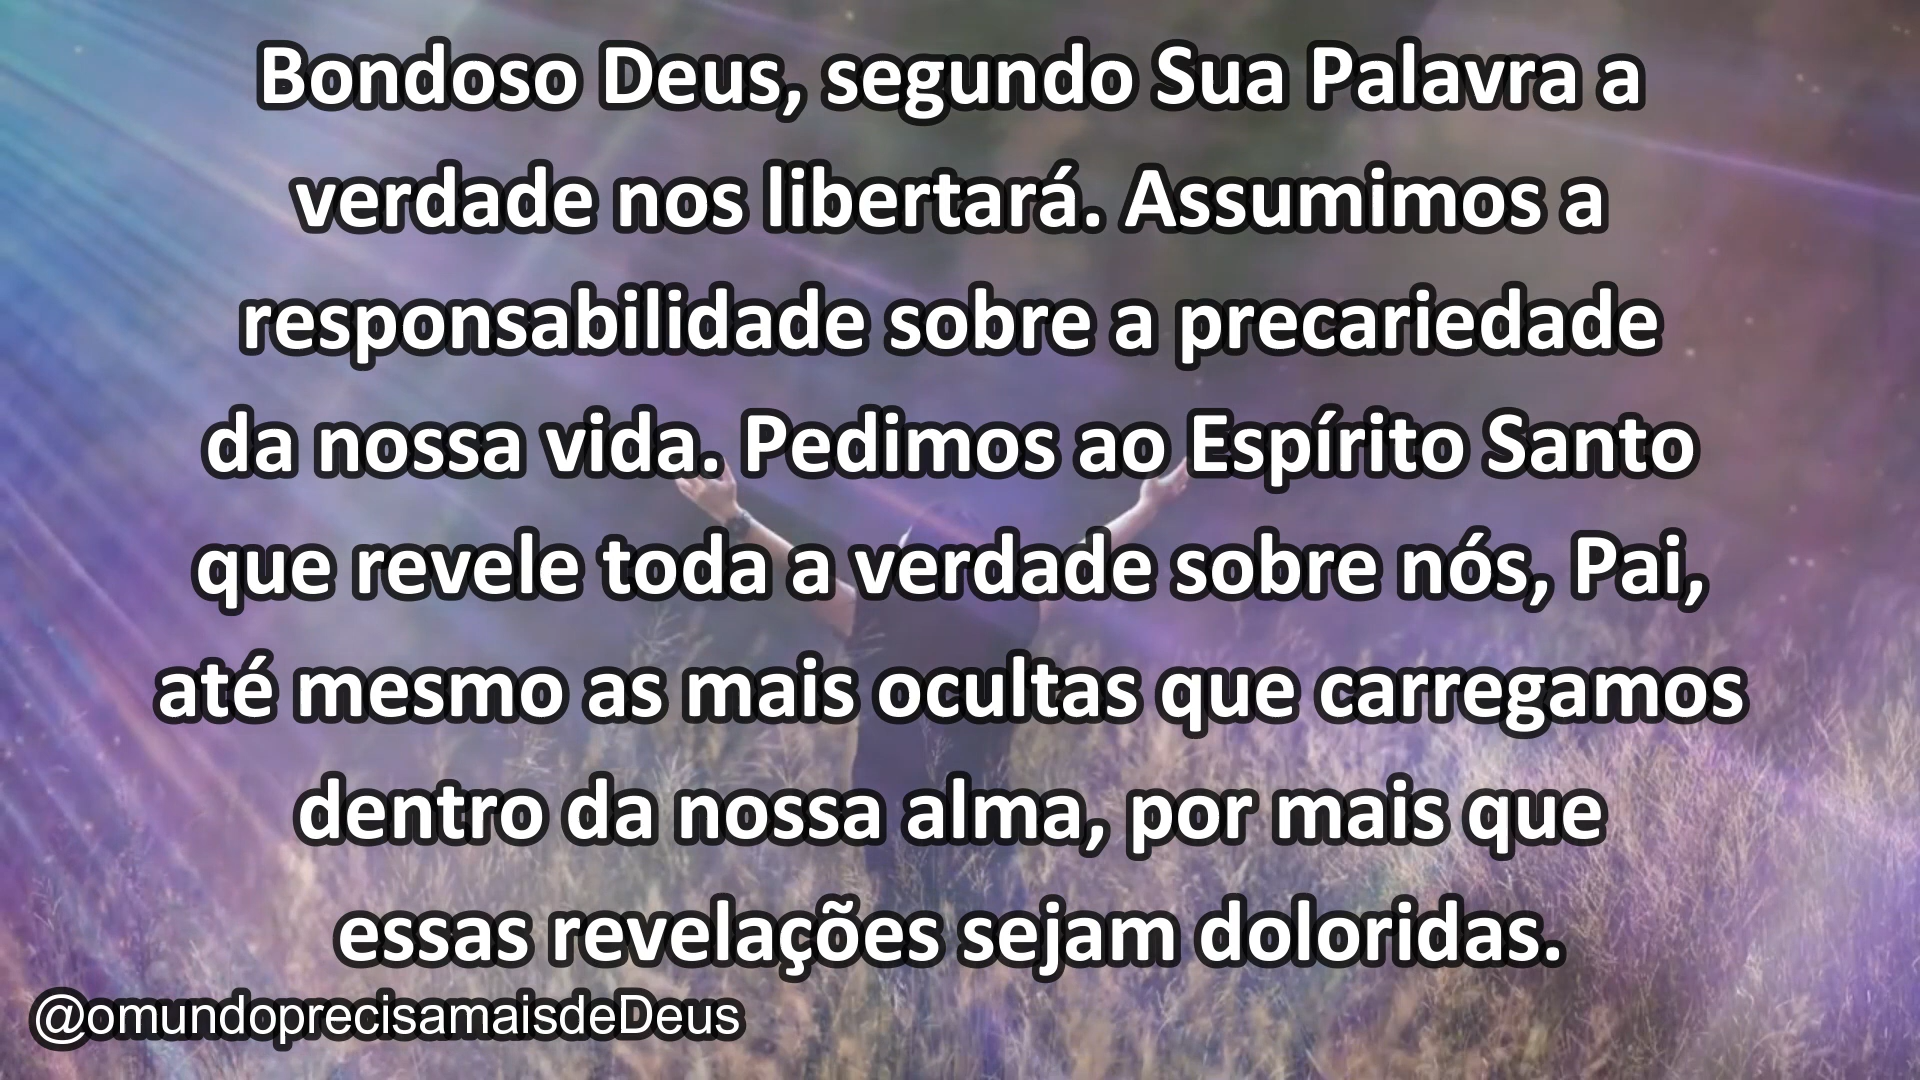 Bondoso Deus, segundo Sua Palavra a
verdade nos libertará. Assumimos a
responsabilidade sobre a precariedade
da nossa vida. Pedimos ao Espírito Santo
que revele toda a verdade sobre nós, Pai,
até mesmo as mais ocultas que carregamos
dentro da nossa alma, por mais que
essas revelações sejam doloridas.
@omundoprecisamaisdeDeus